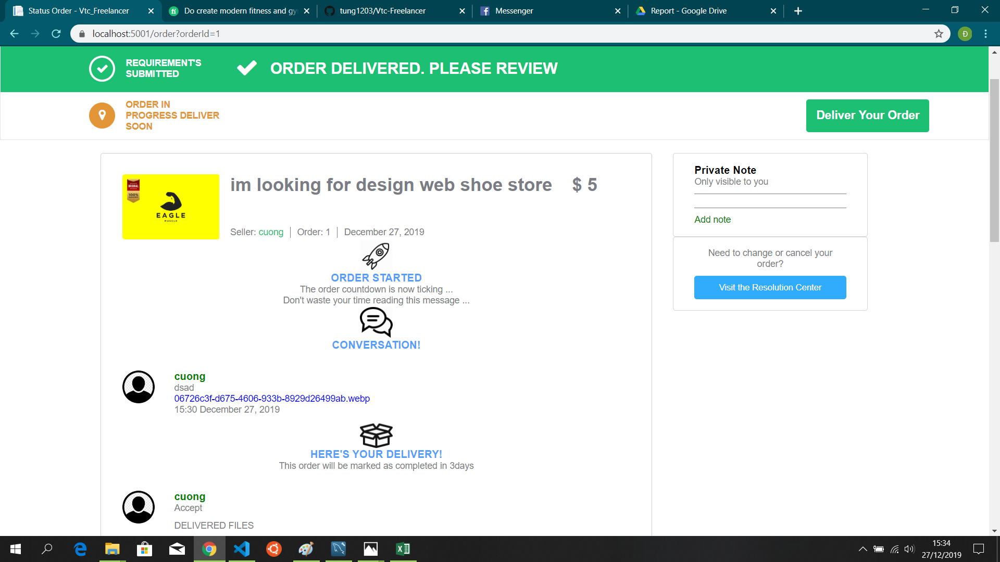 Status Order - Vtc_Freelancer
Do create modern fitness and gy
tung1203/Vtc-Freelancer
Messenger
Report - Google Drive
localhost:5001/order?orderId=1
Đ
REQUIREMENT'S
SUBMITTED
ORDER DELIVERED. PLEASE REVIEW
ORDER IN
PROGRESS DELIVER
SOON
Deliver Your Order
ORIGINAL
100%
EAGLE
MUSCLE
im looking for design web shoe store $ 5
Seller: cuong | Order: 1 | December 27, 2019
ORDER STARTED
The order countdown is now ticking ...
Don't waste your time reading this message ...
CONVERSATION!
cuong
dsad
06726c3f-d675-4606-933b-8929d26499ab.webp
15:30 December 27, 2019
HERE'S YOUR DELIVERY!
This order will be marked as completed in 3days
cuong
Accept
DELIVERED FILES
Private Note
Only visible to you
Add note
Need to change or cancel your
order?
Visit the Resolution Center
15:34
27/12/2019